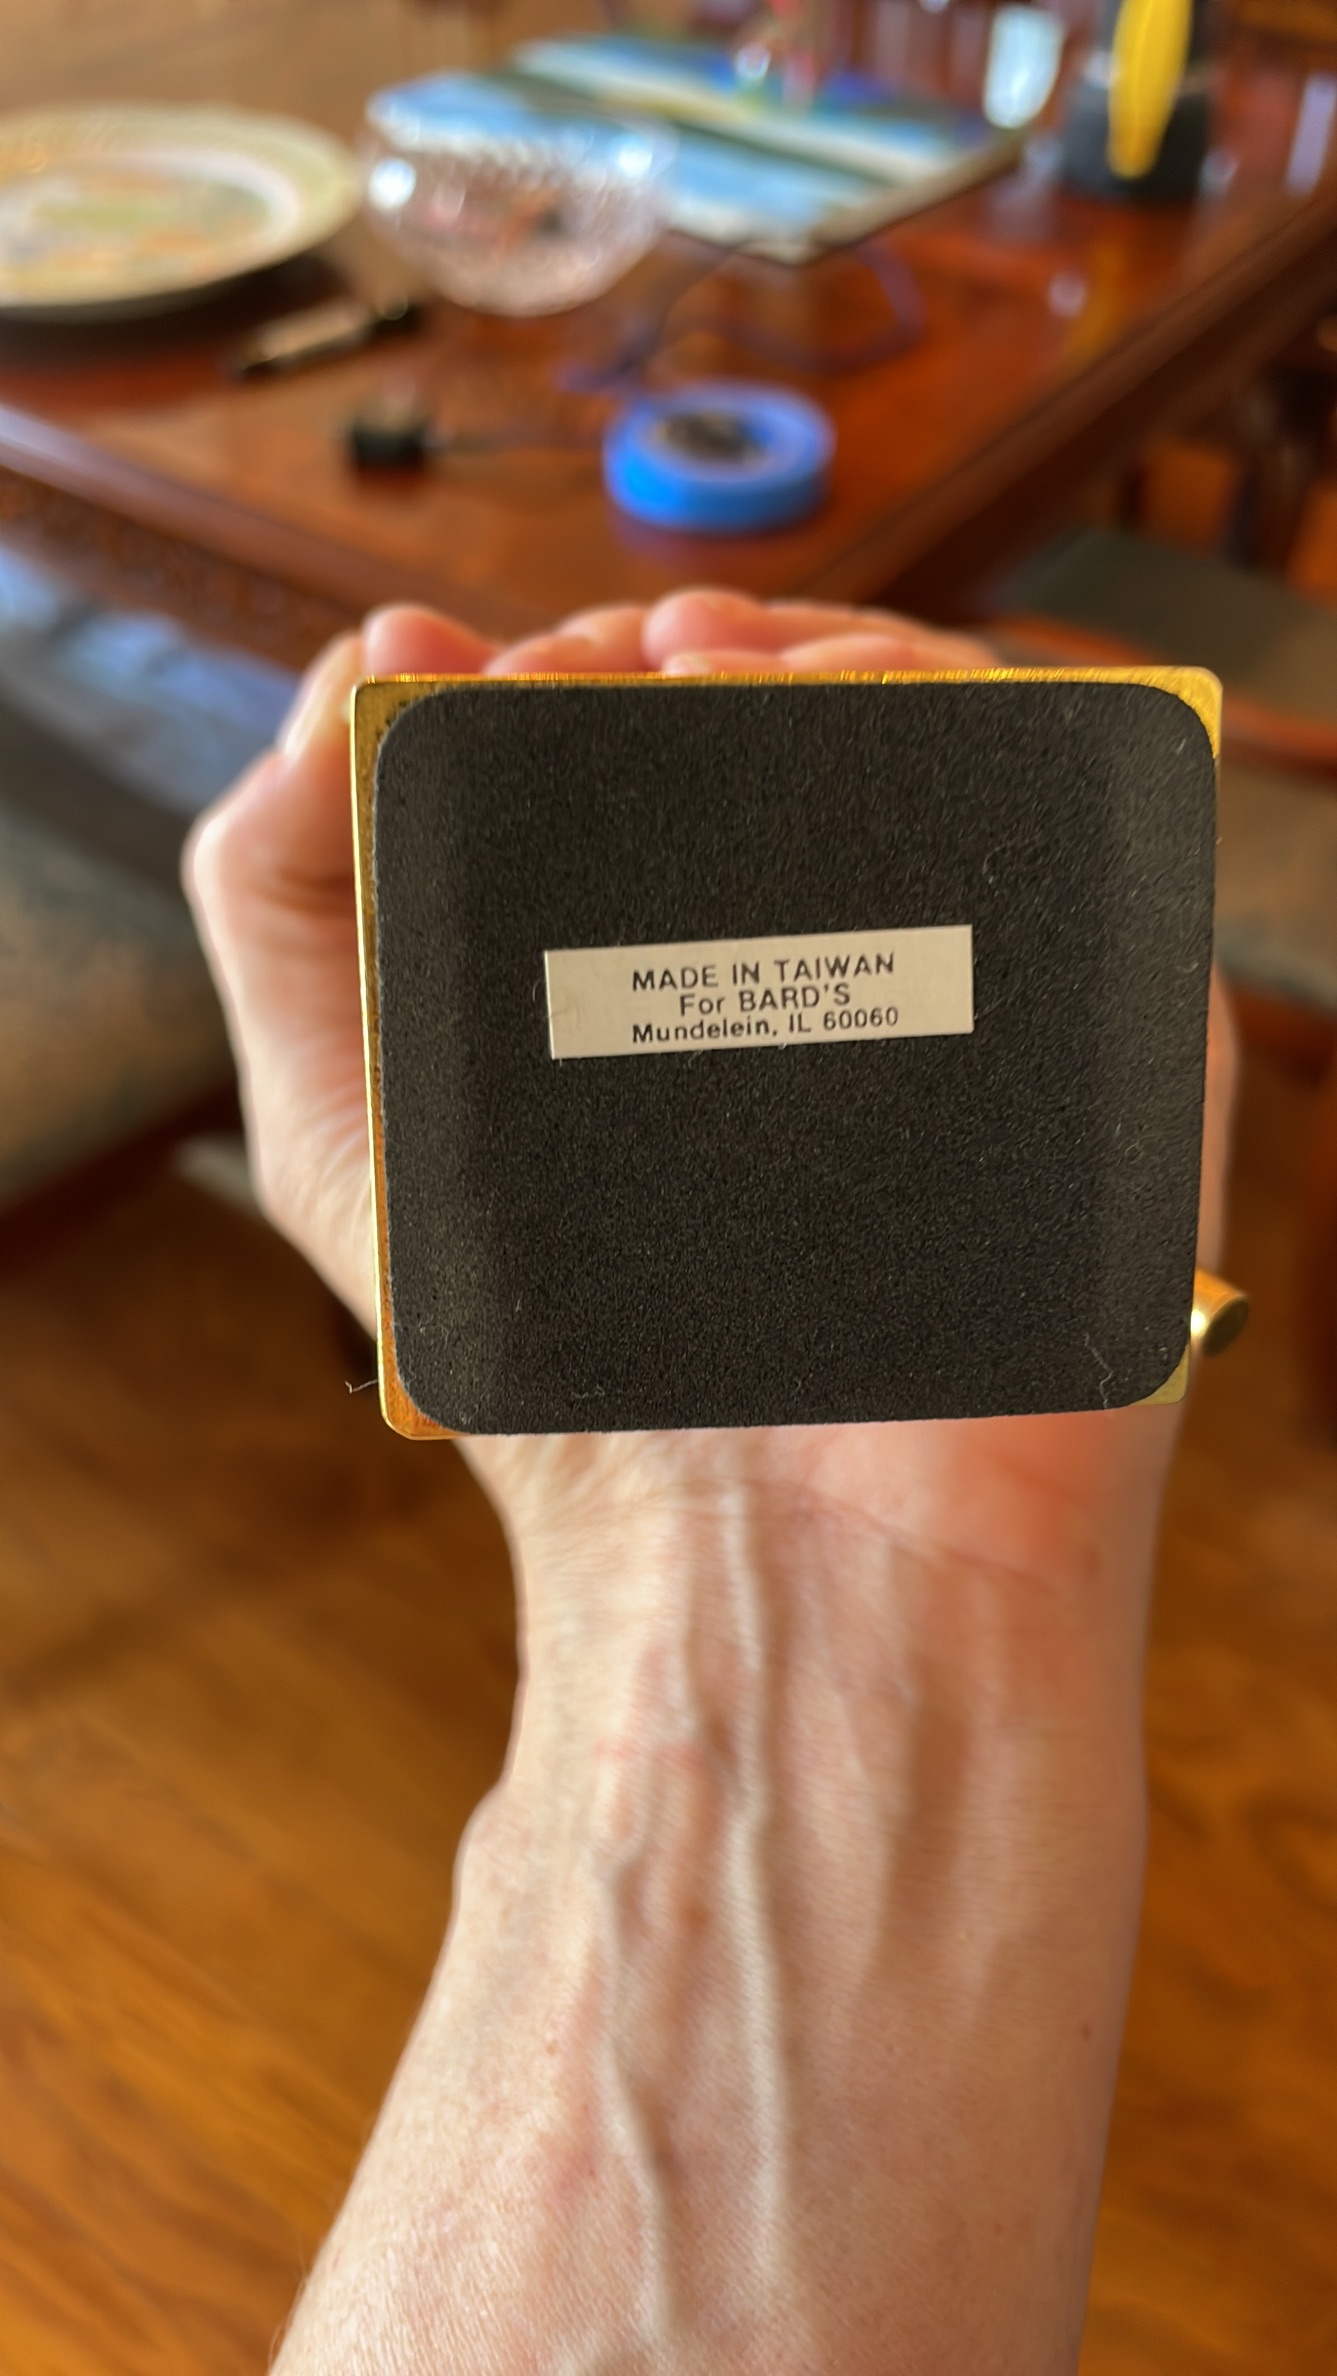 MADE IN TAIWAN
For BARD'S
Mundelein, IL 60060